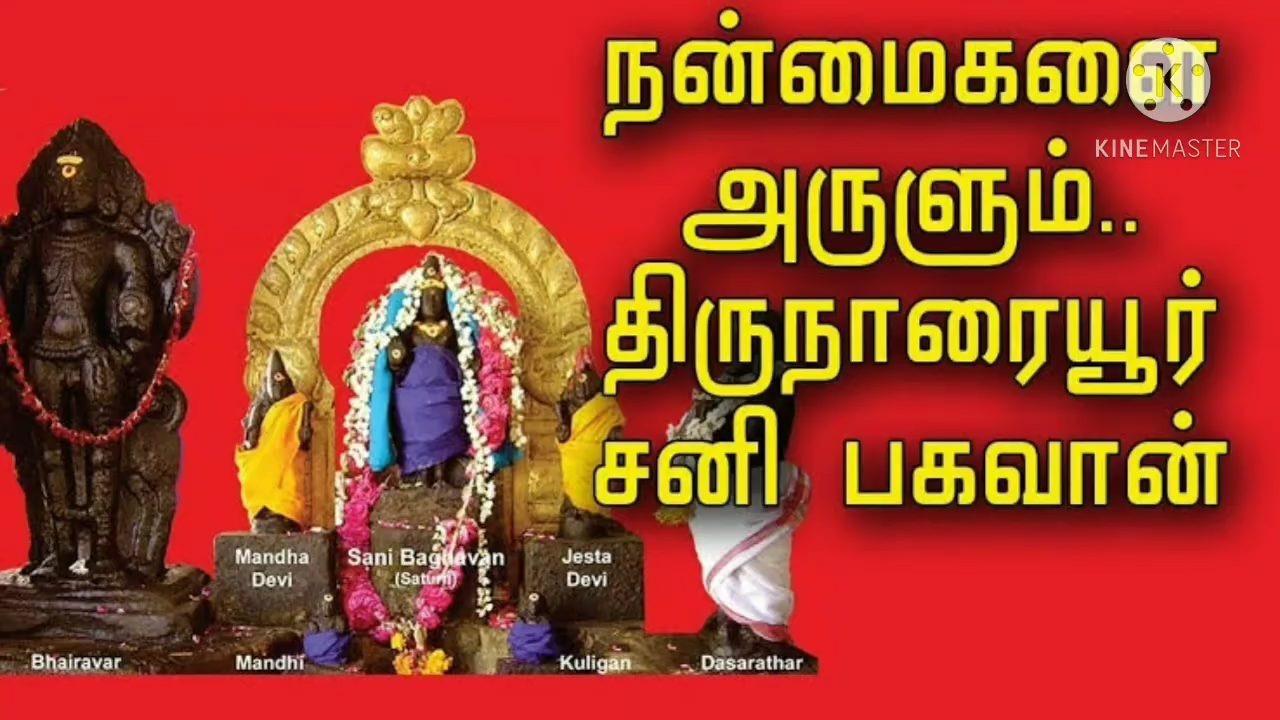 நன்மைகளை
KINEMASTER
அருளும்..
திருநாரையூர்
சனி பகவான்
Mandha Devi
Sani Baghavan
(Saturn)
Jesta Devi
Bhairavar
Mandhi
Kuligan
Dasarathar